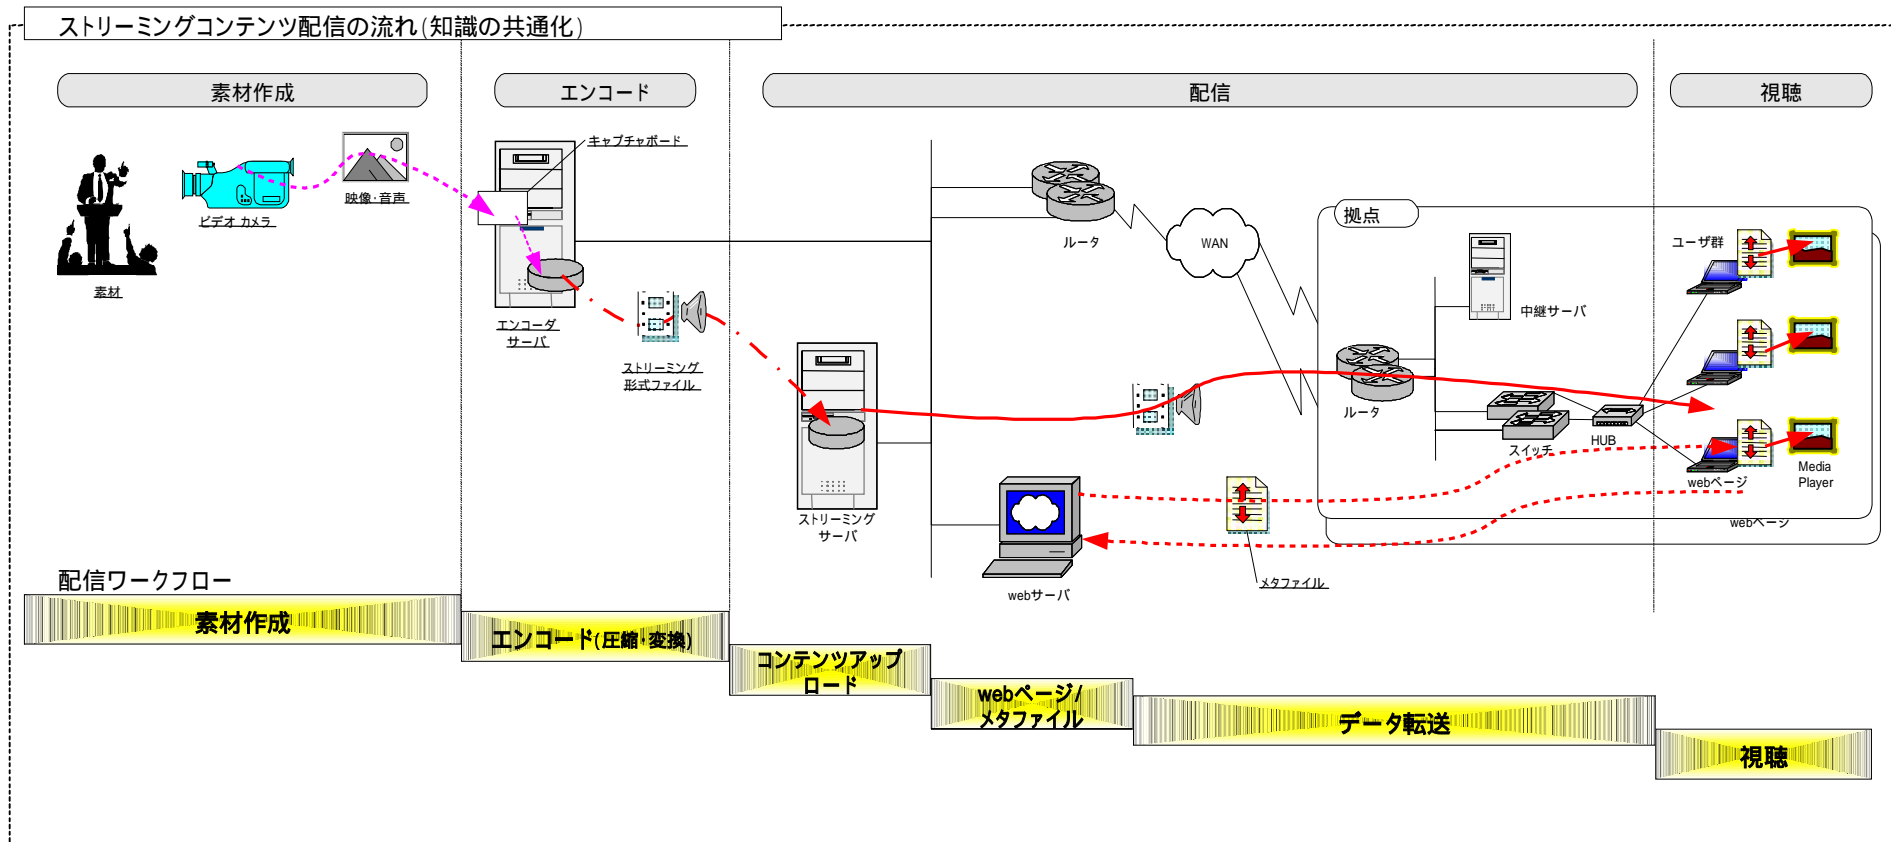 ストリーミングコンテンツ配信の流れ(知識の共通化)
素材作成
エンコード
配信
視聴
キャプチャボード
映像・音声
ビデオ カメラ
素材
エンコーダ
サーバ
ストリーミング
形式ファイル
ルータ
WAN
拠点
ユーザ群
中継サーバ
ルータ
スイッチ
HUB
webページ
Media
Player
webページ
ストリーミング
サーバ
webサーバ
メタファイル
配信ワークフロー
素材作成
エンコード(圧縮・変換)
コンテンツアップ
ロード
webページ/
メタファイル
データ転送
視聴